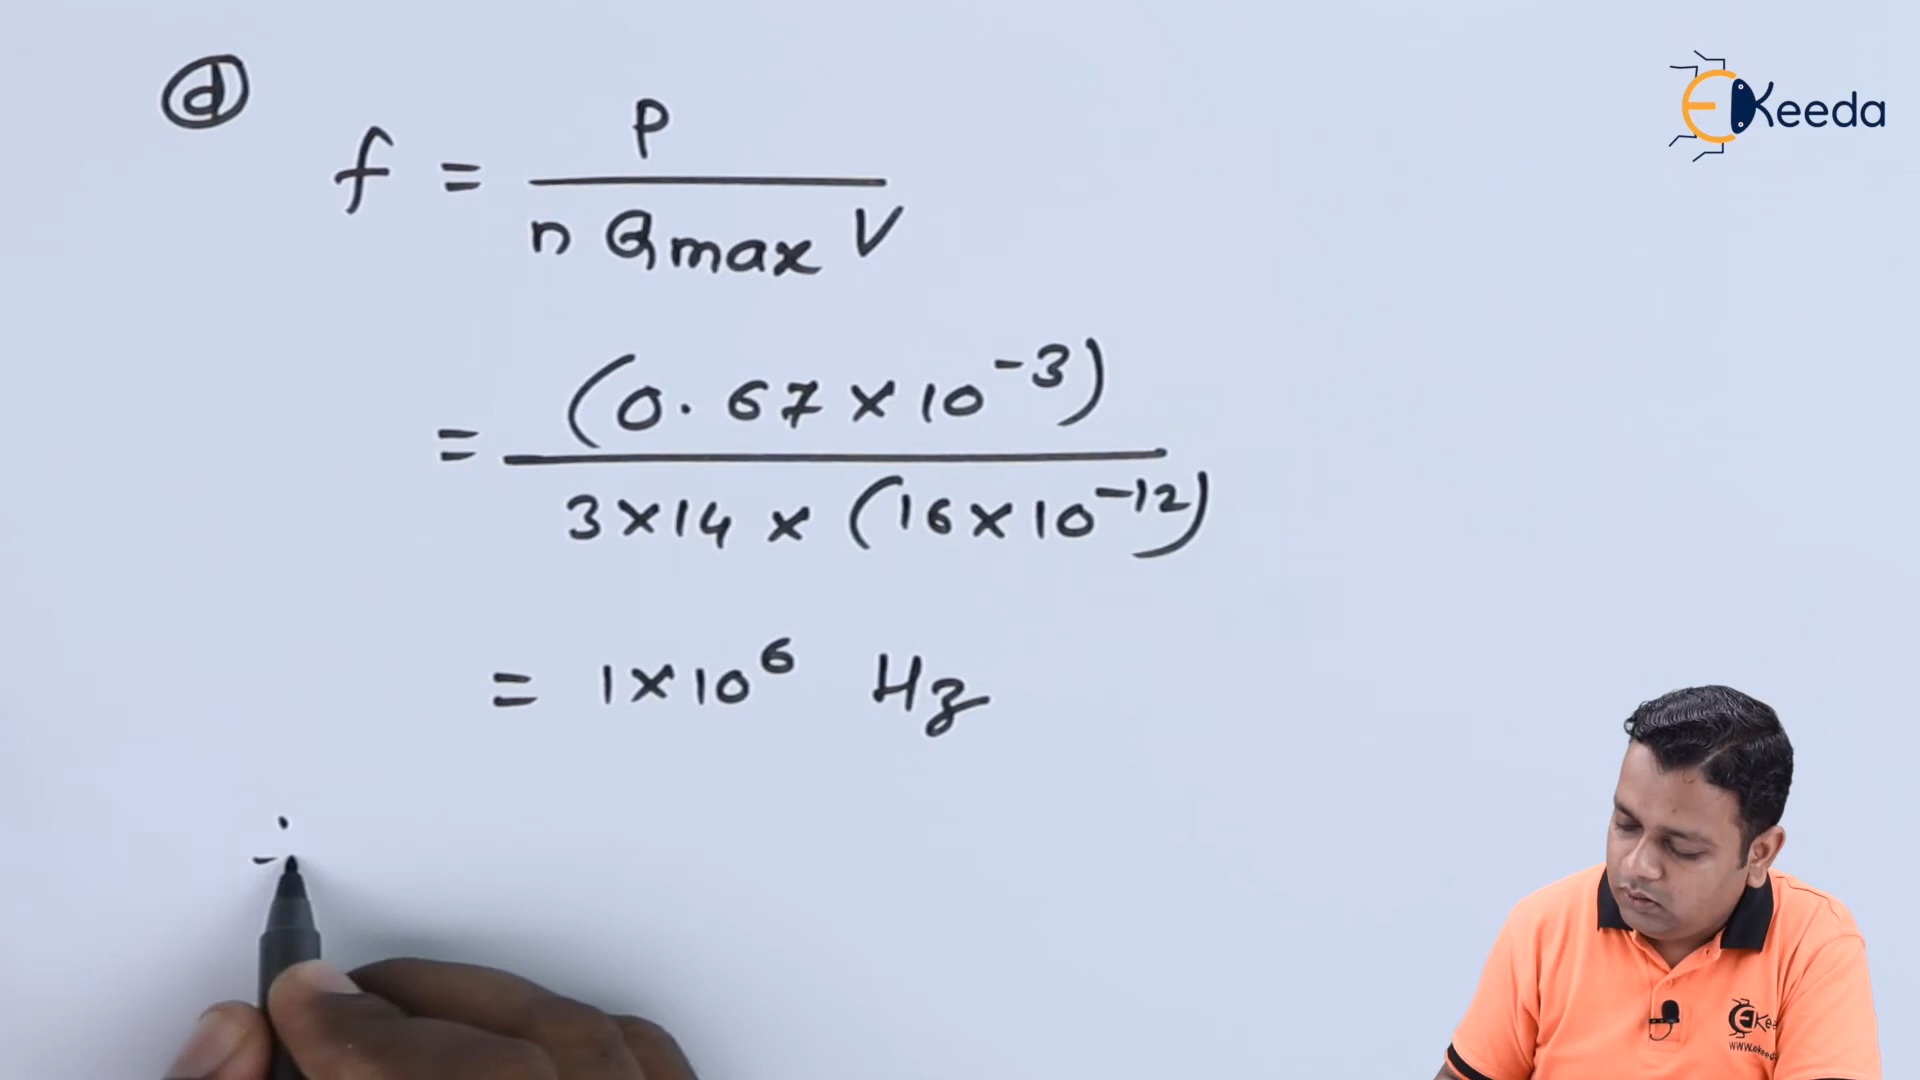 d
EKeeda
f = P / n Qmax V
= (0.67 × 10⁻³) / 3 × 14 × (16 × 10⁻¹²)
= 1 × 10⁶ Hz